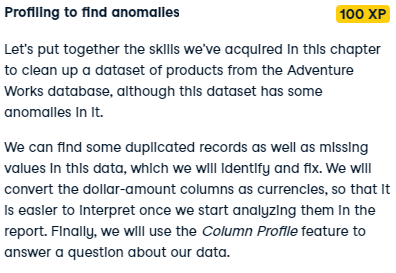 Profiling to find anomalies
100 XP
Let's put together the skills we've acquired in this chapter
to clean up a dataset of products from the Adventure
Works database, although this dataset has some
anomalies in it.
We can find some duplicated records as well as missing
values in this data, which we will identify and fix. We will
convert the dollar-amount columns as currencies, so that it
is easier to interpret once we start analyzing them in the
report. Finally, we will use the Column Profile feature to
answer a question about our data.